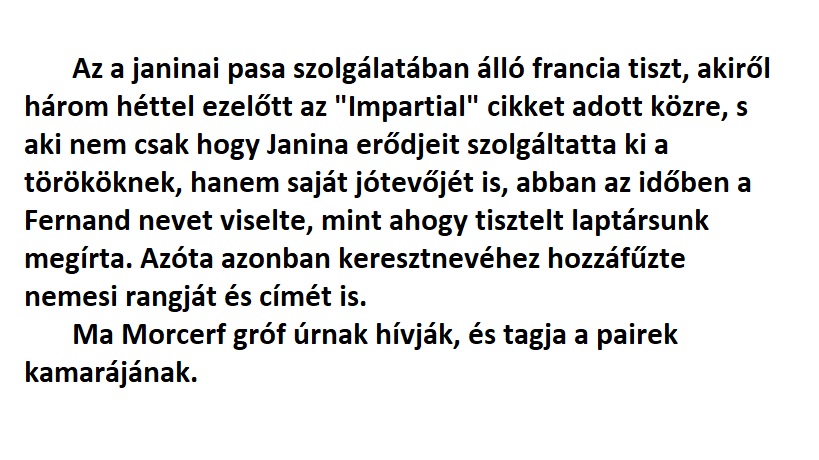 Az a janinai pasa szolgálatában álló francia tiszt, akiről
három héttel ezelőtt az "Impartial" cikket adott közre, s
aki nem csak hogy Janina erődjeit szolgáltatta ki a
törököknek, hanem saját jótevőjét is, abban az időben a
Fernand nevet viselte, mint ahogy tisztelt laptársunk
megírta. Azóta azonban keresztnevéhez hozzáfűzte
nemesi rangját és címét is.
Ma Morcerf gróf úrnak hívják, és tagja a pairek
kamarájának.